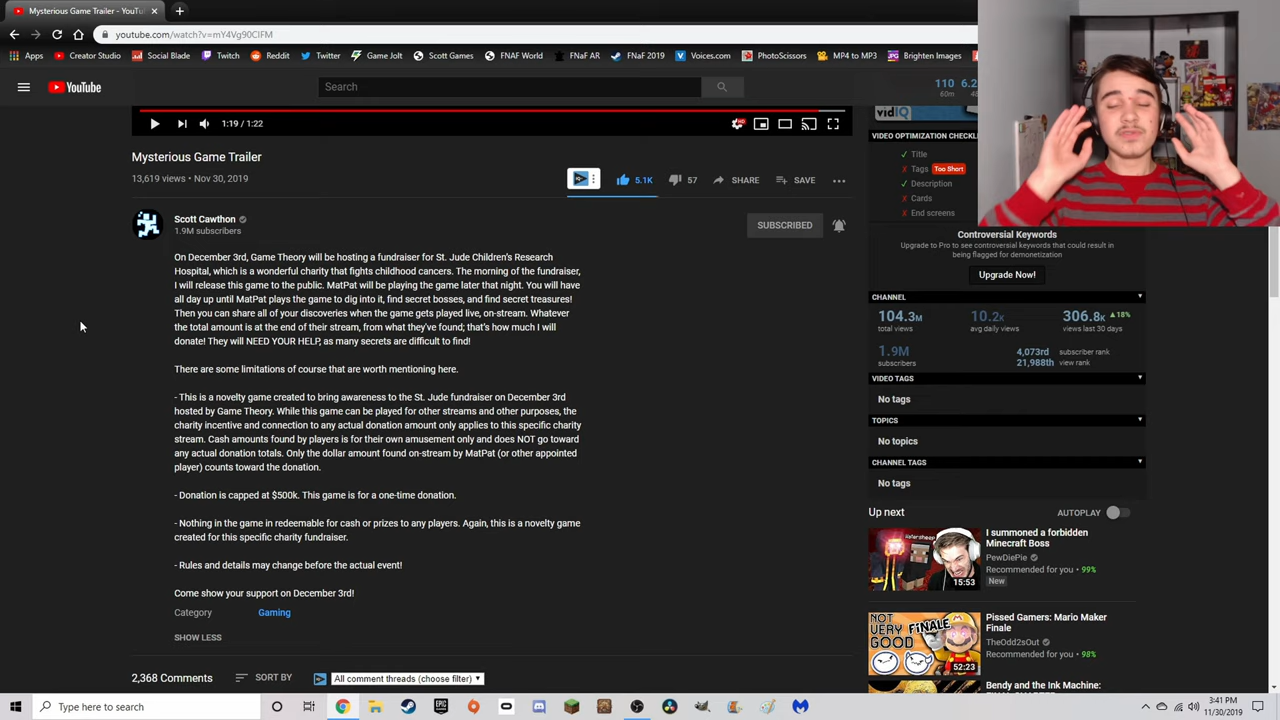 Mysterious Game Trailer - YouTu
youtube.com/watch?v=mY4Vg90CIFM
Apps
Creator Studio
Social Blade
Twitch
Reddit
Twitter
Game Jolt
Scott Games
FNAF World
FnaF AR
FNaF 2019
Voices.com
PhotoScissors
MP4 to MP3
Brighten Images
YouTube
Search
110
6.2
60m
vidIQ
1:19 / 1:22
HD
VIDEO OPTIMIZATION CHECKLI
Title
Tags Too Short
Description
Cards
End screens
Mysterious Game Trailer
13,619 views • Nov 30, 2019
5.1K
57
SHARE
SAVE
Scott Cawthon
1.9M subscribers
SUBSCRIBED
Controversial Keywords
Upgrade to Pro to see controversial keywords that could result in
being flagged for demonetization
Upgrade Now!
On December 3rd, Game Theory will be hosting a fundraiser for St. Jude Children's Research
Hospital, which is a wonderful charity that fights childhood cancers. The morning of the fundraiser,
I will release this game to the public. MatPat will be playing the game later that night. You will have
all day up until MatPat plays the game to dig into it, find secret bosses, and find secret treasures!
Then you can share all of your discoveries when the game gets played live, on-stream. Whatever
the total amount is at the end of their stream, from what they've found; that's how much I will
donate! They will NEED YOUR HELP, as many secrets are difficult to find!
There are some limitations of course that are worth mentioning here.
- This is a novelty game created to bring awareness to the St. Jude fundraiser on December 3rd
hosted by Game Theory. While this game can be played for other streams and other purposes, the
charity incentive and connection to any actual donation amount only applies to this specific charity
stream. Cash amounts found by players is for their own amusement only and does NOT go toward
any actual donation totals. Only the dollar amount found on-stream by MatPat (or other appointed
player) counts toward the donation.
- Donation is capped at $500k. This game is for a one-time donation.
- Nothing in the game in redeemable for cash or prizes to any players. Again, this is a novelty game
created for this specific charity fundraiser.
- Rules and details may change before the actual event!
Come show your support on December 3rd!
Category
Gaming
SHOW LESS
2,368 Comments
SORT BY
All comment threads (choose filter)
CHANNEL
104.3M
10.2K
306.8K
18%
total views
avg daily views
views last 30 days
1.9M
4,073rd
subscriber rank
subscribers
21,988th
view rank
VIDEO TAGS
No tags
TOPICS
No topics
CHANNEL TAGS
No tags
Up next
AUTOPLAY
I summoned a forbidden
Minecraft Boss
PewDiePie
Recommended for you • 99%
New
Watersheep
15:53
Pissed Gamers: Mario Maker
Finale
TheOdd2sOut
Recommended for you • 98%
NOT
VERY
GOOD
FiNALE
52:23
Bendy and the Ink Machine:
Type here to search
3:41 PM
11/30/2019